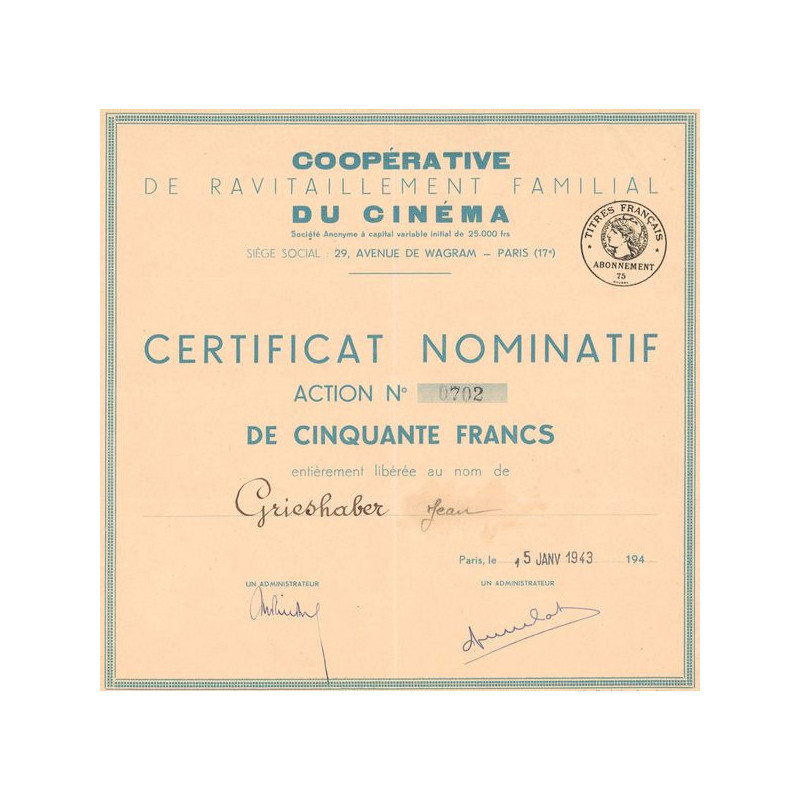 COOPÉRATIVE
DE RAVITAILLEMENT FAMILIAL
DU CINÉMA
Société Anonyme à capital variable initial de 25.000 frs
SIÈGE SOCIAL : 29, AVENUE DE WAGRAM – PARIS (17e)
TITRES FRANÇAIS
ABONNEMENT
75
CERTIFICAT NOMINATIF
ACTION No 0702
DE CINQUANTE FRANCS
entièrement libérée au nom de
Grieshaber Jean
Paris, le 15 JANV 1943 194
UN ADMINISTRATEUR UN ADMINISTRATEUR